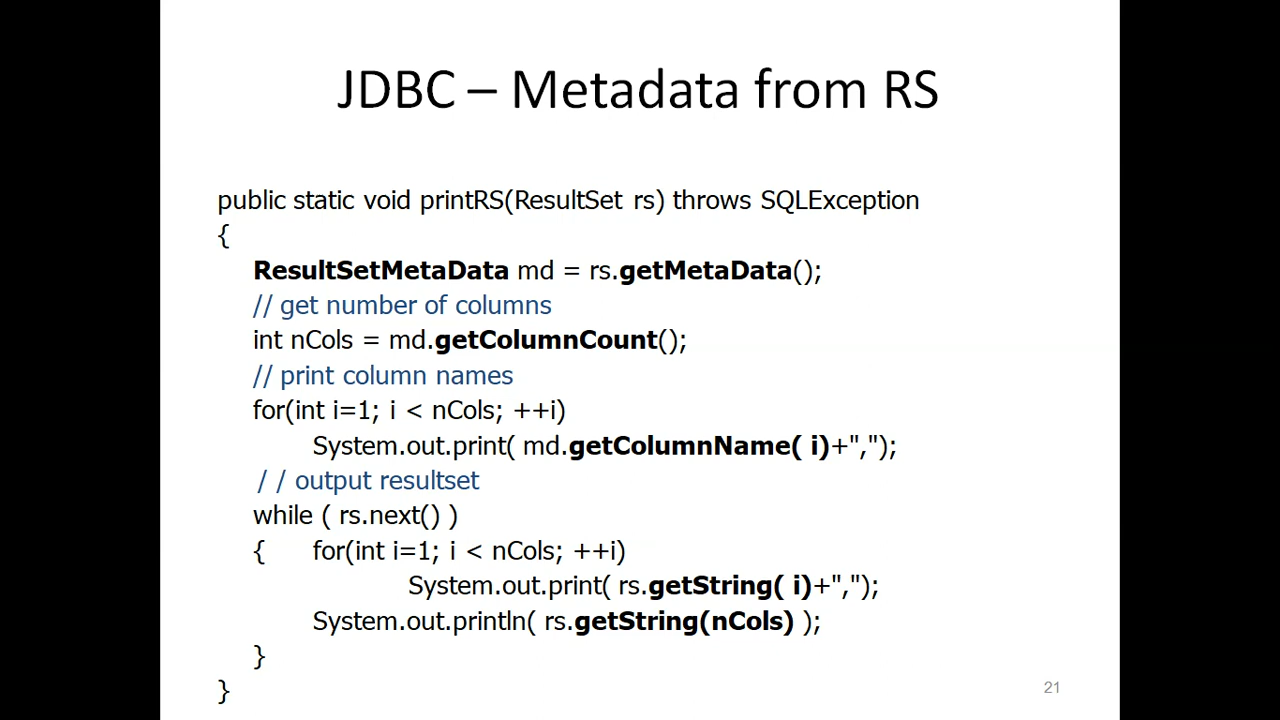 JDBC – Metadata from RS
public static void printRS(ResultSet rs) throws SQLException
{
ResultSetMetaData md = rs.getMetaData();
// get number of columns
int nCols = md.getColumnCount();
// print column names
for(int i=1; i < nCols; ++i)
System.out.print( md.getColumnName( i)+",");
/ / output resultset
while ( rs.next() )
{ for(int i=1; i < nCols; ++i)
System.out.print( rs.getString( i)+",");
System.out.println( rs.getString(nCols) );
}
}
21